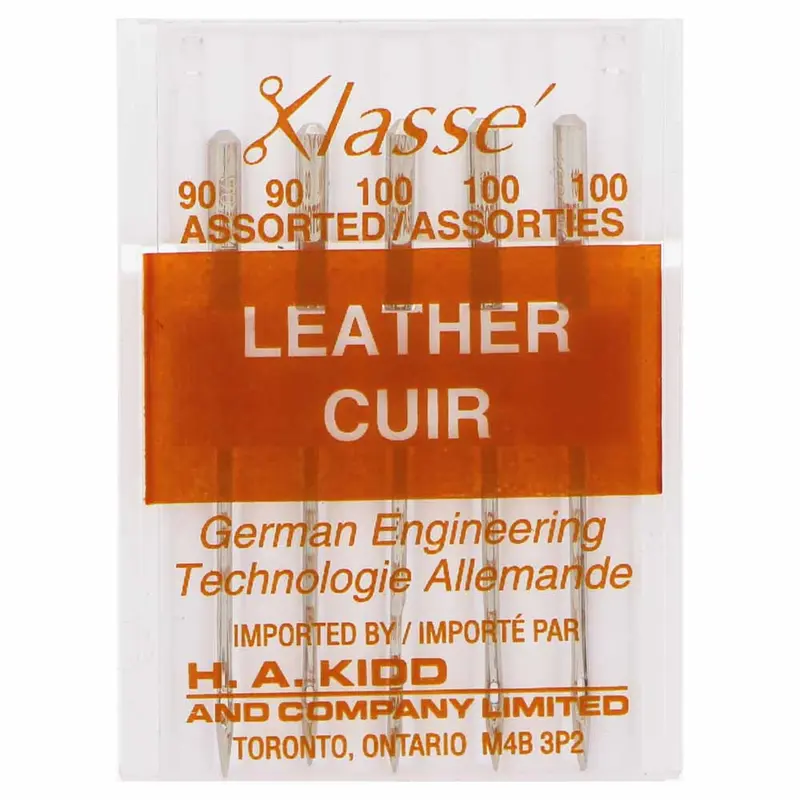 Klassé
90 90 100 100 100
ASSORTED/ASSORTIES
LEATHER
CUIR
German Engineering
Technologie Allemande
IMPORTED BY / IMPORTÉ PAR
H. A. KIDD
AND COMPANY LIMITED
TORONTO, ONTARIO M4B 3P2